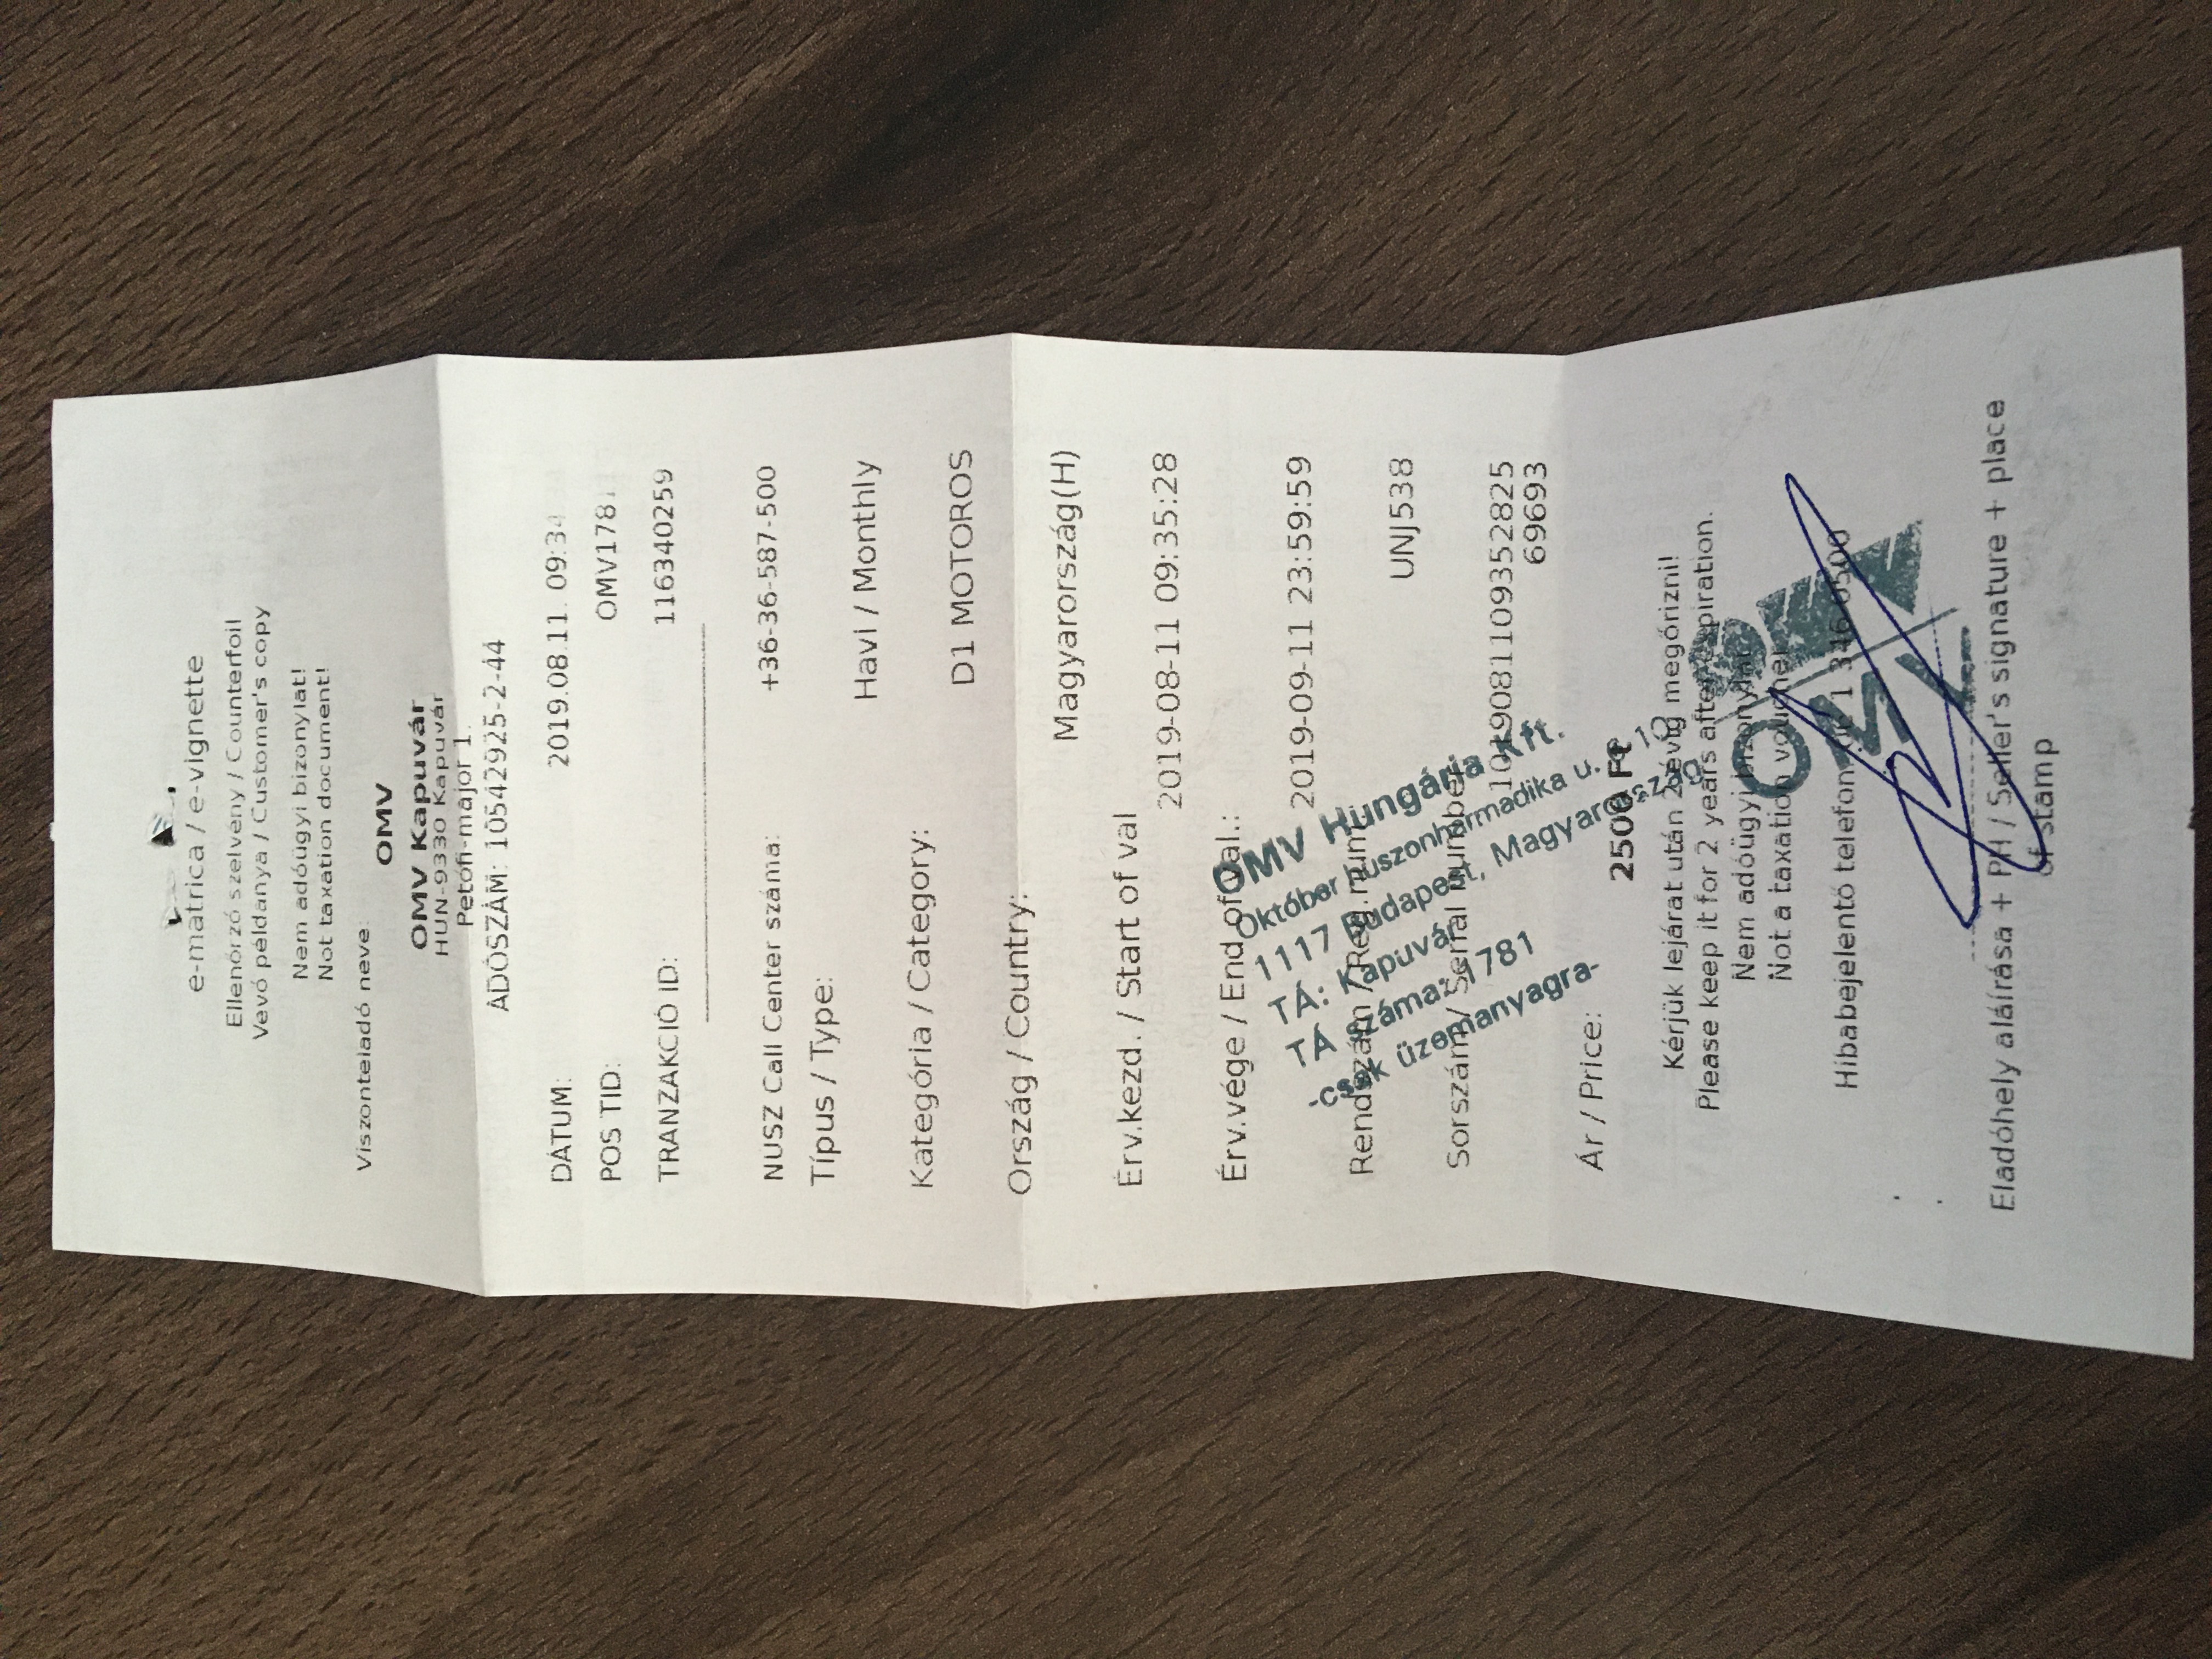 e-matrica / e-vignette
Ellenőrző szelvény / Counterfoil
Vevő példánya / Customer's copy
Nem adóügyi bizonylat!
Not taxation document!
Viszonteladó neve:
OMV
OMV Kapuvár
HUN-9330 Kapuvár
Petőfi-major 1.
ADÓSZÁM: 10542925-2-44
DÁTUM: 2019.08.11. 09:34
POS TID: OMV1781
TRANZAKCIÓ ID: 116340259
NUSZ Call Center száma: +36-36-587-500
Típus / Type:
Havi / Monthly
Kategória / Category:
D1 MOTOROS
Ország / Country:
Magyarország(H)
Érv.kezd. / Start of val
2019-08-11 09:35:28
Érv.vége / End of val.:
2019-09-11 23:59:59
Rendszám / Reg.num
UNJ538
Sorszám / Serial number
1019081109352825
69693
Ár / Price:
2500 Ft
Kérjük lejárat után 2 évig megőrizni!
Please keep it for 2 years after expiration.
Nem adóügyi bizonylat
Not a taxation voucher
Hibabejelentő telefon: 06 1 346 0500
Eladóhely aláírása + PH / Seller's signature + place
of stamp
OMV Hungária Kft.
Október huszonharmadika u. 10
1117 Budapest, Magyarország
TÁ: Kapuvár
TÁ száma: 1781
-csak üzemanyagra-
OMV